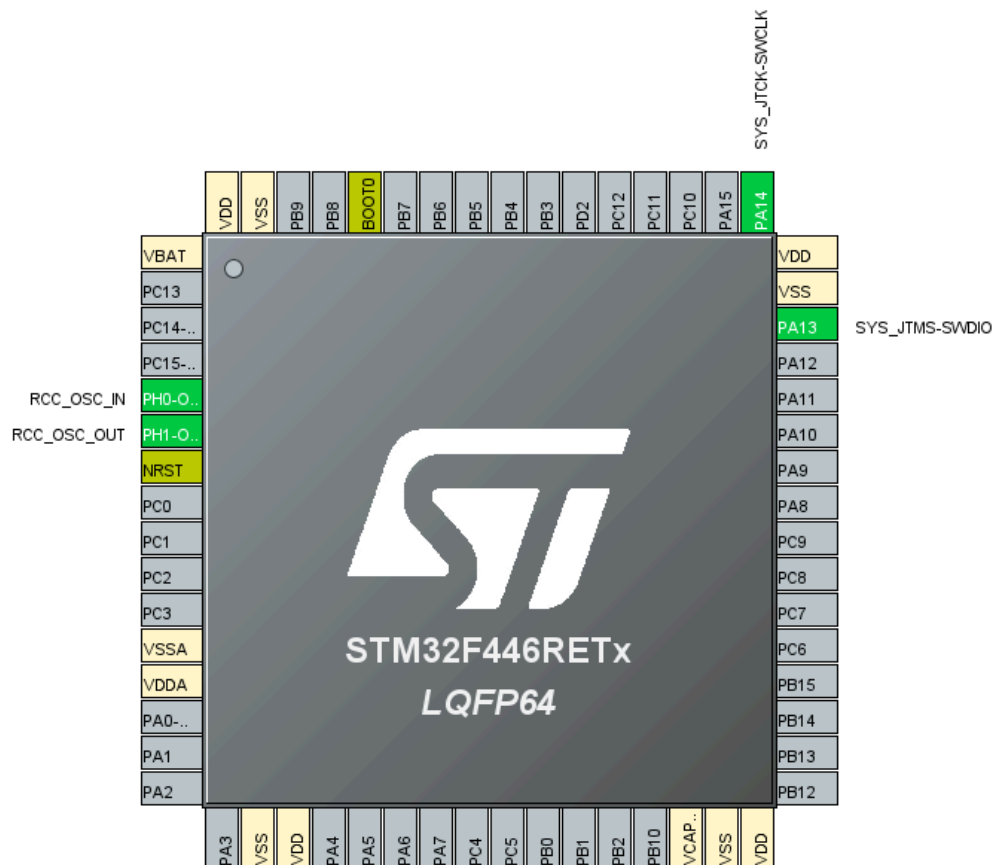 SYS_JTCK-SWCLK
VDD
VSS
PB9
PB8
BOOT0
PB7
PB6
PB5
PB4
PB3
PD2
PC12
PC11
PC10
PA15
PA14
VBAT
PC13
PC14-..
PC15-..
RCC_OSC_IN PH0-O..
RCC_OSC_OUT PH1-O..
NRST
PC0
PC1
PC2
PC3
VSSA
VDDA
PA0-..
PA1
PA2
VDD
VSS
PA13 SYS_JTMS-SWDIO
PA12
PA11
PA10
PA9
PA8
PC9
PC8
PC7
PC6
PB15
PB14
PB13
PB12
ST
STM32F446RETx
LQFP64
PA3
VSS
VDD
PA4
PA5
PA6
PA7
PC4
PC5
PB0
PB1
PB2
PB10
VCAP..
VSS
VDD